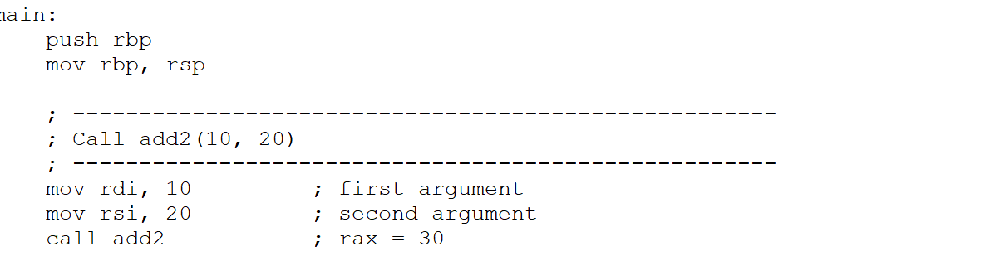 main:
push rbp
mov rbp, rsp
; -----------------------------------------------------
; Call add2(10, 20)
; -----------------------------------------------------
mov rdi, 10 ; first argument
mov rsi, 20 ; second argument
call add2 ; rax = 30